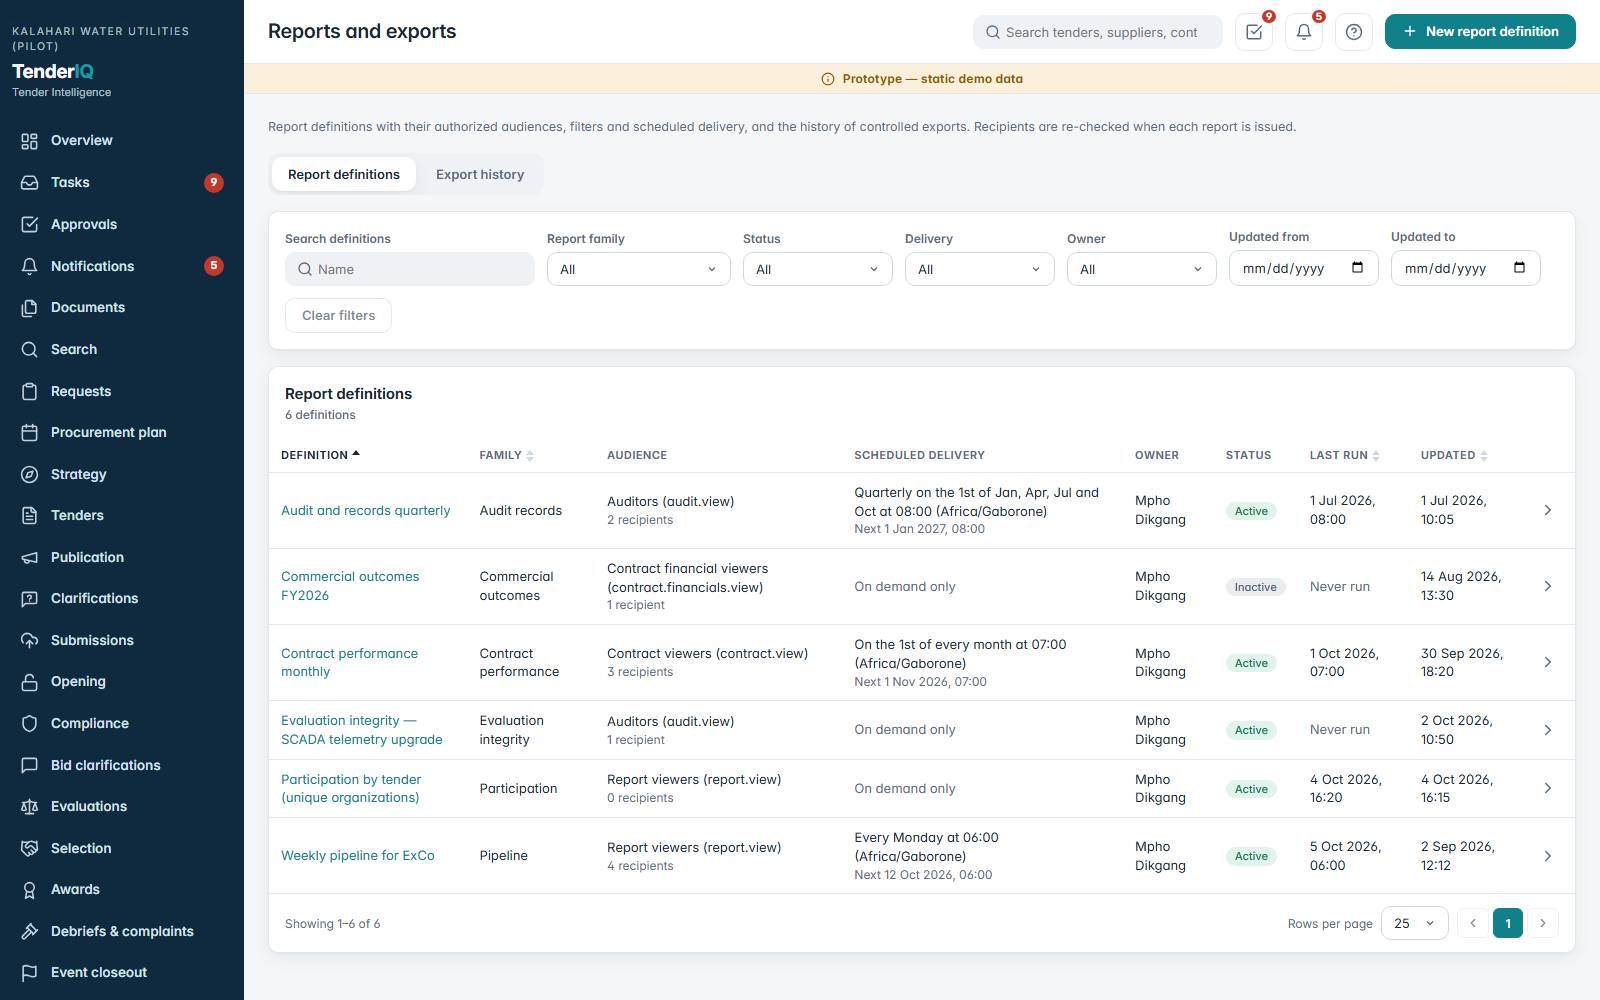 KALAHARI WATER UTILITIES
(PILOT)
TenderIQ
Tender Intelligence
Overview
Tasks
9
Approvals
Notifications
5
Documents
Search
Requests
Procurement plan
Strategy
Tenders
Publication
Clarifications
Submissions
Opening
Compliance
Bid clarifications
Evaluations
Selection
Awards
Debriefs & complaints
Event closeout
Reports and exports
Search tenders, suppliers, cont
9
5
New report definition
Prototype — static demo data
Report definitions with their authorized audiences, filters and scheduled delivery, and the history of controlled exports. Recipients are re-checked when each report is issued.
Report definitions
Export history
Search definitions
Name
Report family
All
Status
All
Delivery
All
Owner
All
Updated from
mm/dd/yyyy
Updated to
mm/dd/yyyy
Clear filters
Report definitions
6 definitions
DEFINITION FAMILY AUDIENCE SCHEDULED DELIVERY OWNER STATUS LAST RUN UPDATED
Audit and records quarterly
Audit records
Auditors (audit.view)
2 recipients
Quarterly on the 1st of Jan, Apr, Jul and
Oct at 08:00 (Africa/Gaborone)
Next 1 Jan 2027, 08:00
Mpho
Dikgang
Active
1 Jul 2026,
08:00
1 Jul 2026,
10:05
Commercial outcomes
FY2026
Commercial
outcomes
Contract financial viewers
(contract.financials.view)
1 recipient
On demand only
Mpho
Dikgang
Inactive
Never run
14 Aug 2026,
13:30
Contract performance
monthly
Contract
performance
Contract viewers (contract.view)
3 recipients
On the 1st of every month at 07:00
(Africa/Gaborone)
Next 1 Nov 2026, 07:00
Mpho
Dikgang
Active
1 Oct 2026,
07:00
30 Sep 2026,
18:20
Evaluation integrity —
SCADA telemetry upgrade
Evaluation
integrity
Auditors (audit.view)
1 recipient
On demand only
Mpho
Dikgang
Active
Never run
2 Oct 2026,
10:50
Participation by tender
(unique organizations)
Participation
Report viewers (report.view)
0 recipients
On demand only
Mpho
Dikgang
Active
4 Oct 2026,
16:20
4 Oct 2026,
16:15
Weekly pipeline for ExCo
Pipeline
Report viewers (report.view)
4 recipients
Every Monday at 06:00
(Africa/Gaborone)
Next 12 Oct 2026, 06:00
Mpho
Dikgang
Active
5 Oct 2026,
06:00
2 Sep 2026,
12:12
Showing 1–6 of 6
Rows per page
25
1